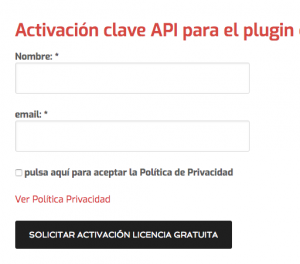 Activación clave API para el plugin
Nombre: *
email: *
pulsa aquí para aceptar la Política de Privacidad
Ver Política Privacidad
SOLICITAR ACTIVACIÓN LICENCIA GRATUITA